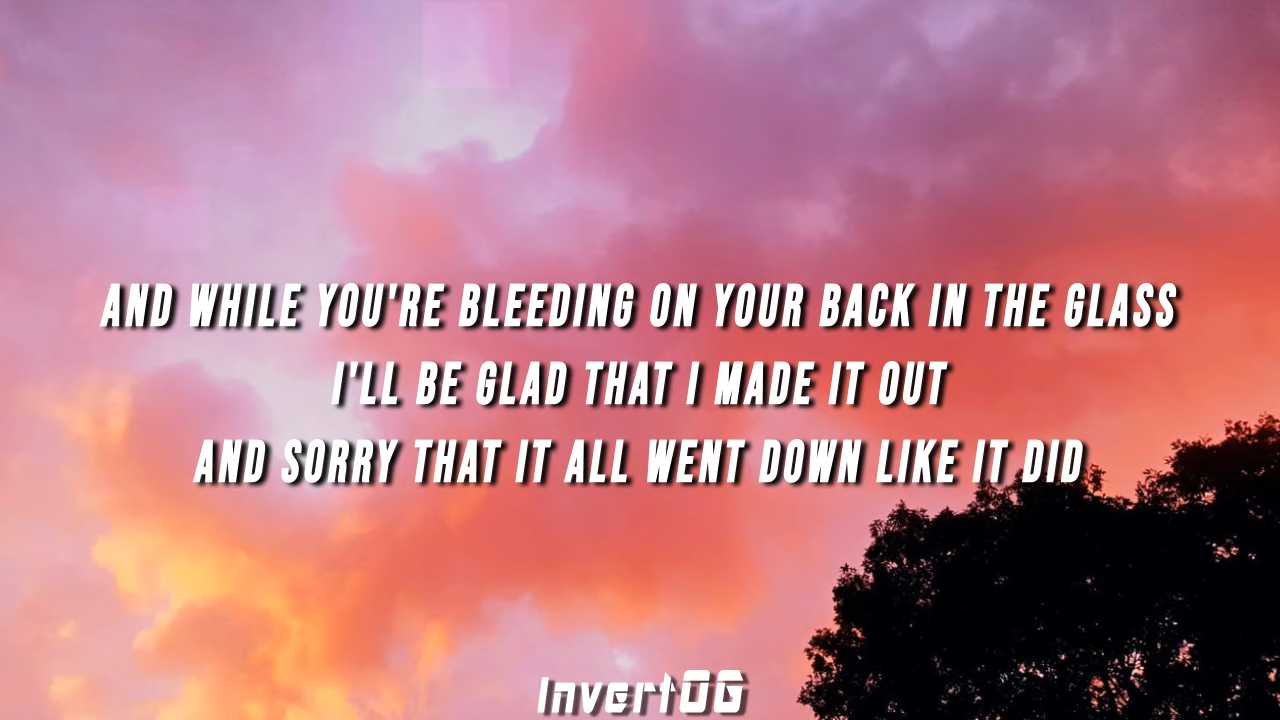 AND WHILE YOU'RE BLEEDING ON YOUR BACK IN THE GLASS
I'LL BE GLAD THAT I MADE IT OUT
AND SORRY THAT IT ALL WENT DOWN LIKE IT DID
InvertOG